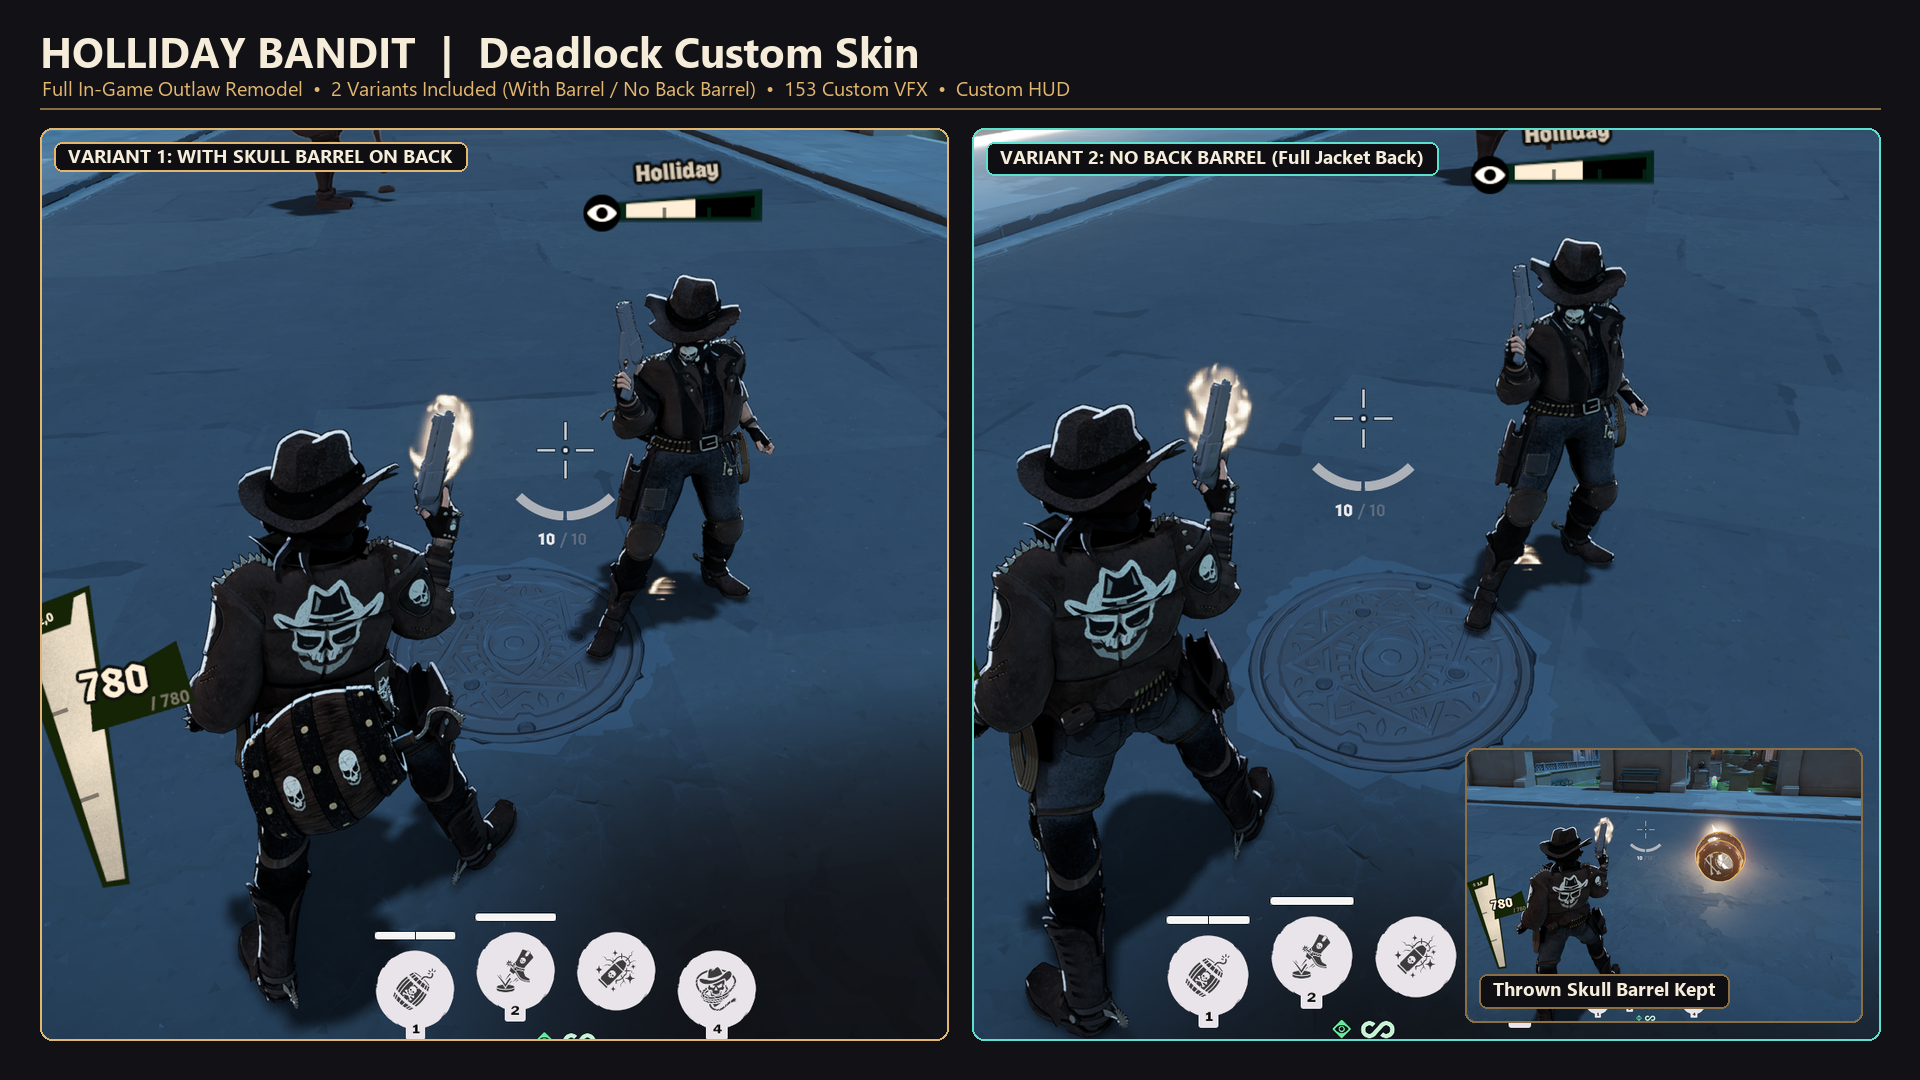 HOLLIDAY BANDIT | Deadlock Custom Skin
Full In-Game Outlaw Remodel • 2 Variants Included (With Barrel / No Back Barrel) • 153 Custom VFX • Custom HUD
VARIANT 1: WITH SKULL BARREL ON BACK
Holliday
10 / 10
780
/ 780
1
2
4
VARIANT 2: NO BACK BARREL (Full Jacket Back)
Holliday
10 / 10
1
2
780
Thrown Skull Barrel Kept